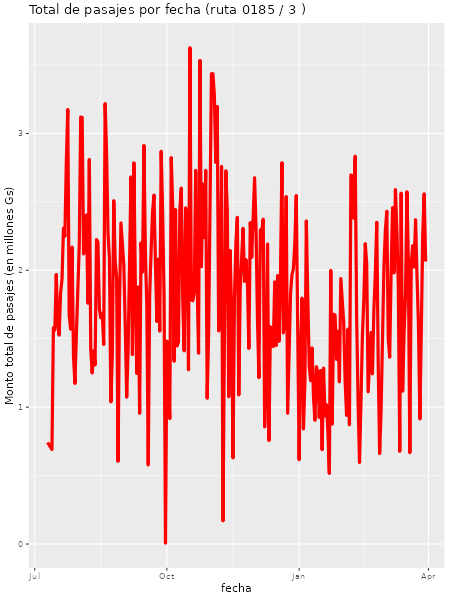 Total de pasajes por fecha (ruta 0185 / 3 )
Monto total de pasajes (en millones Gs)
3
2
1
0
Jul
Oct
Jan
Apr
fecha